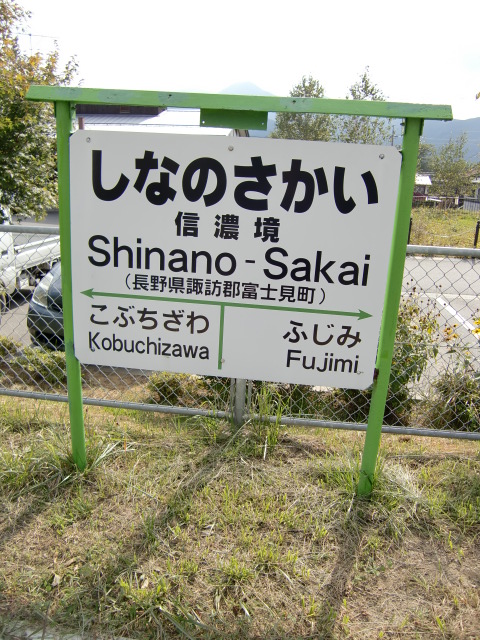 しなのさかい
信濃境
Shinano-Sakai
(長野県諏訪郡富士見町)
こぶちざわ
Kobuchizawa
ふじみ
Fujimi